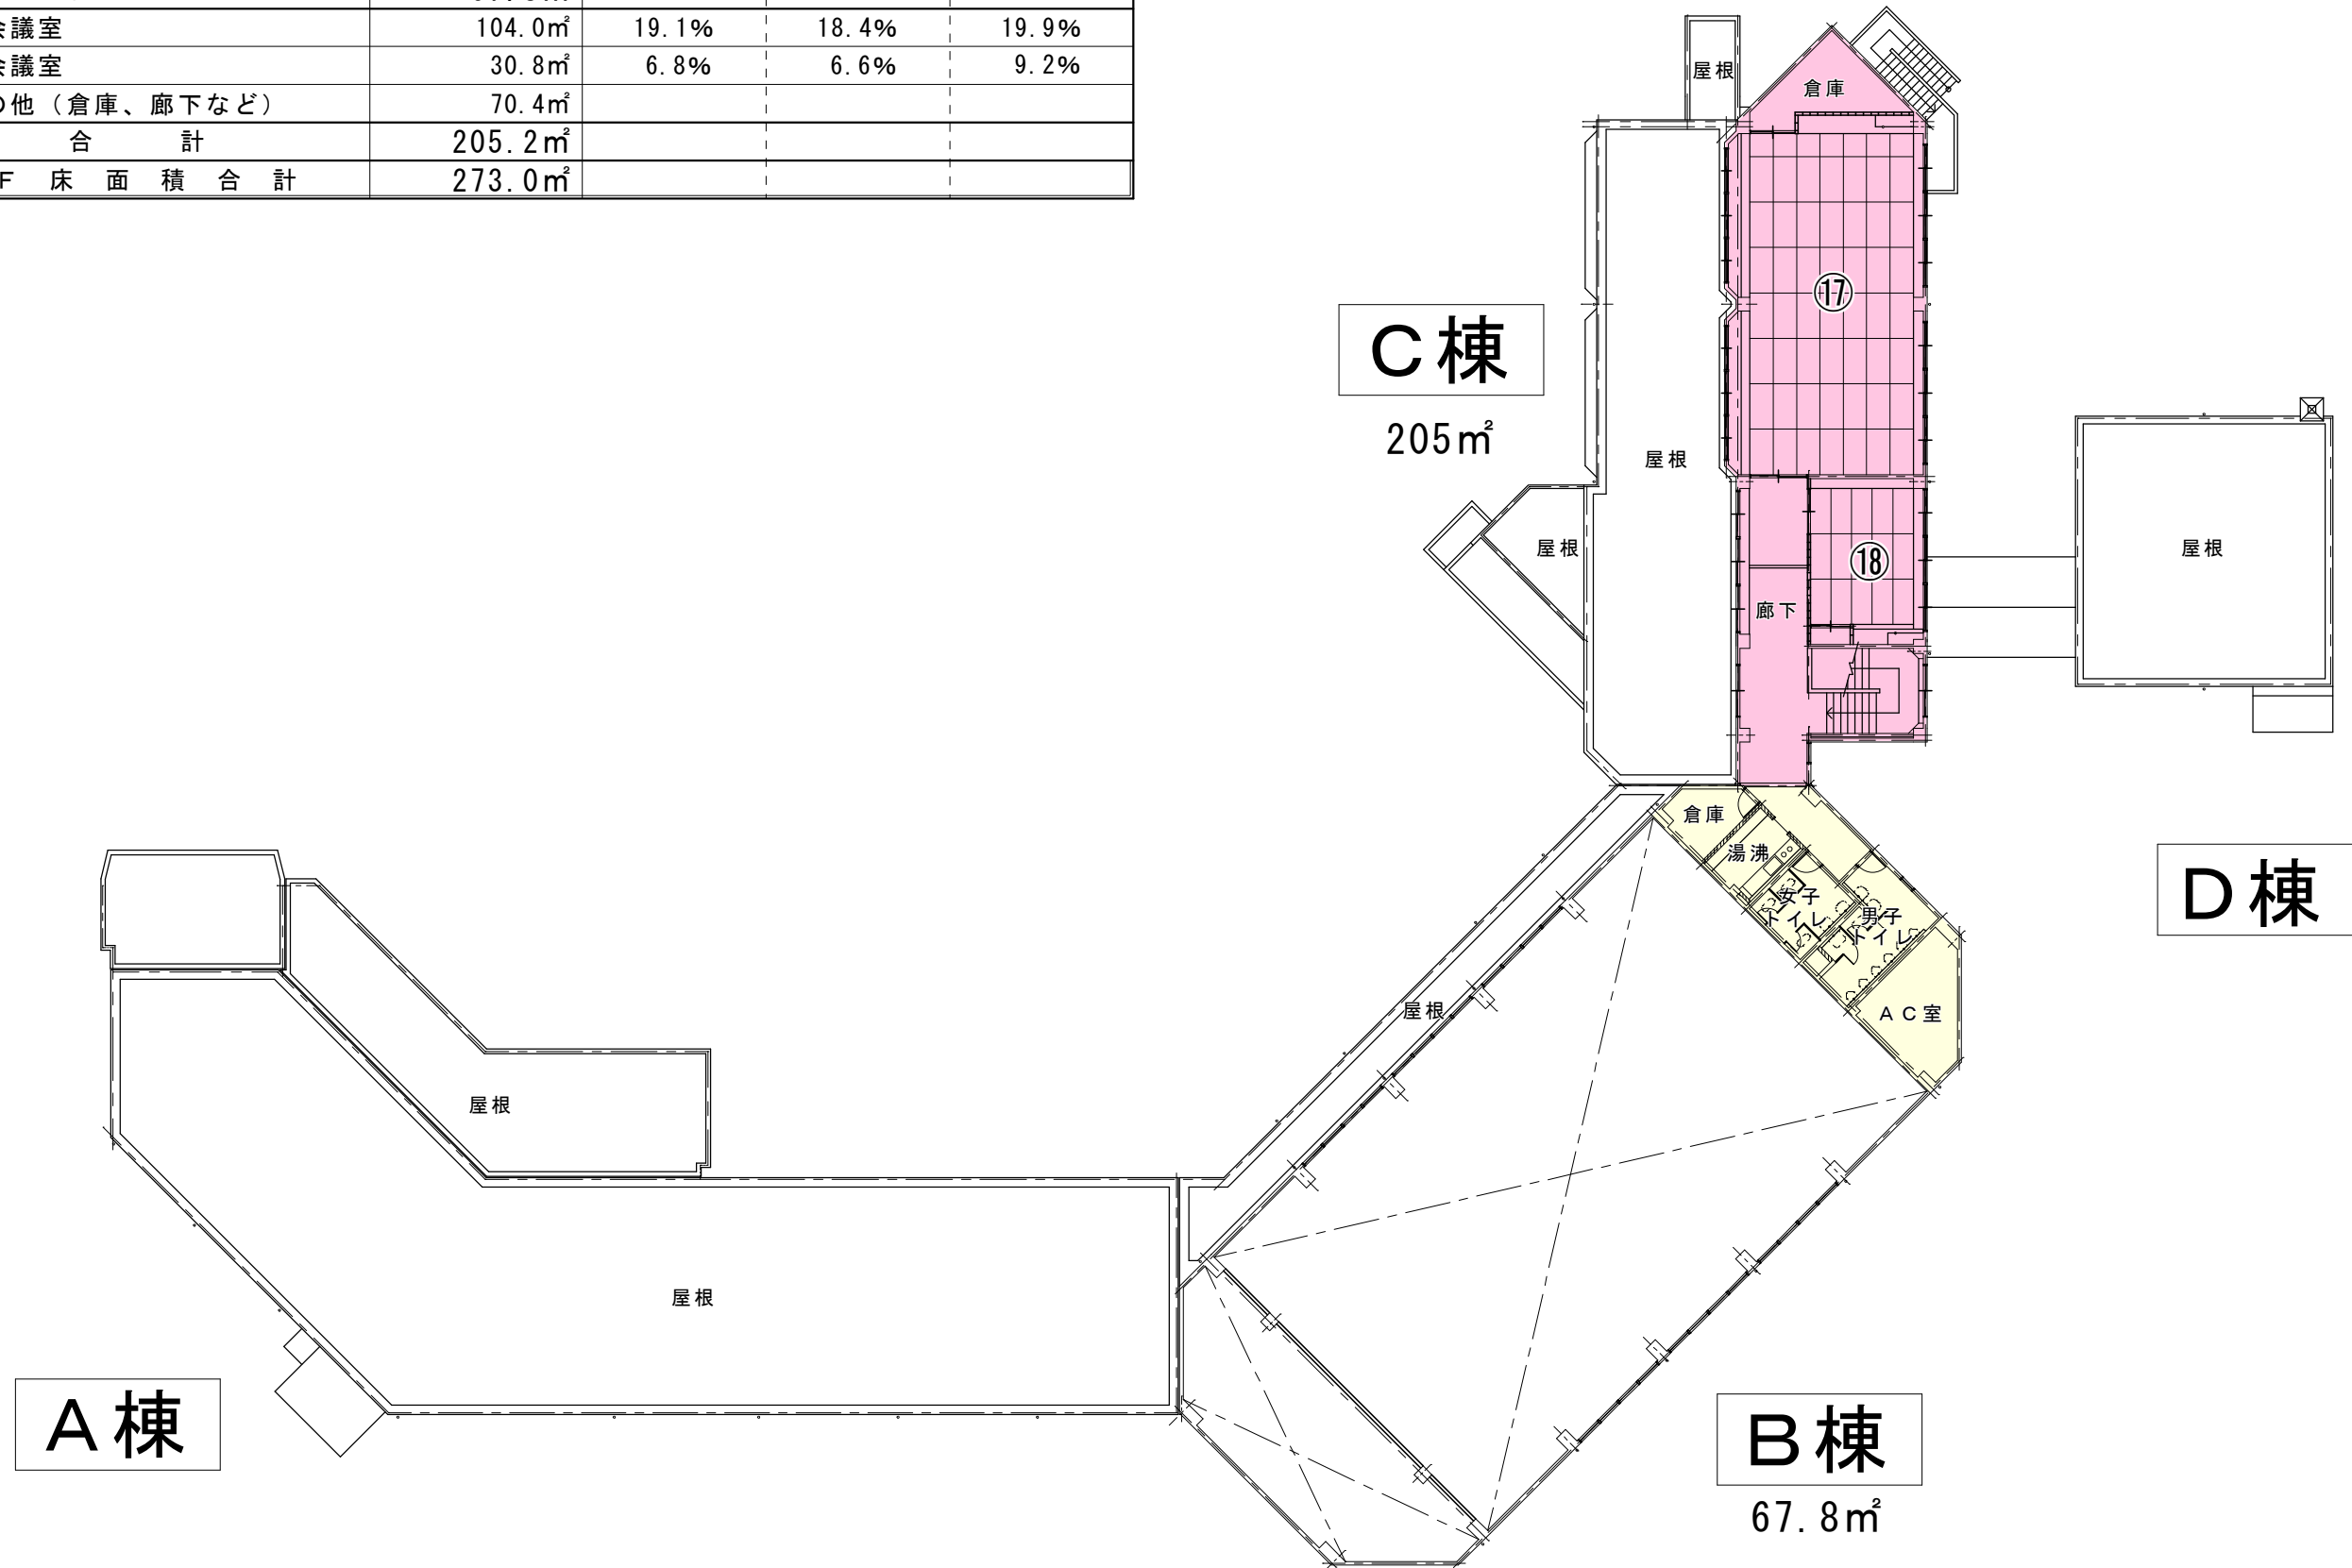 会議室 104.0㎡ 19.1% 18.4% 19.9%
会議室 30.8㎡ 6.8% 6.6% 9.2%
の他（倉庫、廊下など） 70.4㎡
合計 205.2㎡
F 床面積合計 273.0㎡
屋根
倉庫
⑰
C棟
205㎡
屋根
屋根
⑱
屋根
廊下
倉庫
湯沸
女子
トイレ
男子
トイレ
D棟
屋根
AC室
屋根
屋根
A棟
B棟
67.8㎡